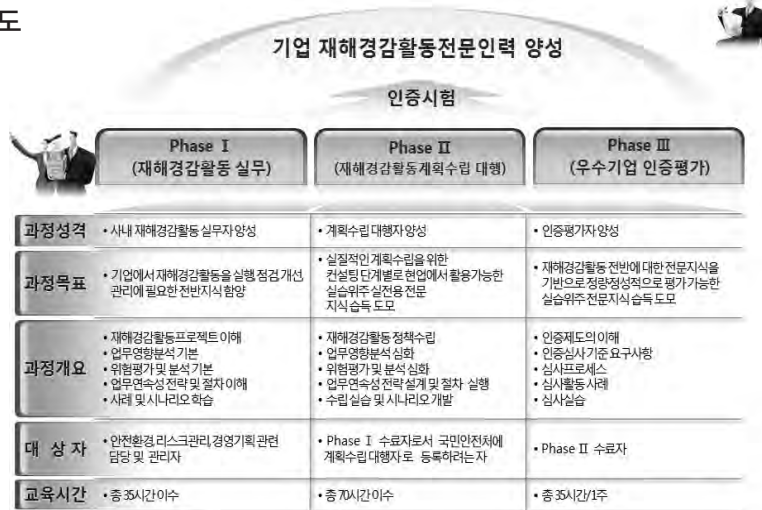 도
기업 재해경감활동전문인력 양성
인증시험
Phase Ⅰ
(재해경감활동 실무)
Phase Ⅱ
(재해경감활동계획수립 대행)
Phase Ⅲ
(우수기업 인증평가)
과정성격
• 사내 재해경감활동 실무자 양성
• 계획수립 대행자 양성
• 인증평가자 양성
과정목표
• 기업에서 재해경감활동을 실행, 점검, 개선,
관리에 필요한 전반지식 함양
• 실질적인 계획수립을 위한
컨설팅 단계별로 현업에서 활용가능한
실습위주 실전용 전문
지식 습득 도모
• 재해경감활동 전반에 대한 전문지식을
기반으로 정량정성적으로 평가 가능한
실습위주 전문지식 습득 도모
과정개요
• 재해경감활동프로젝트 이해
• 업무영향분석 기본
• 위험평가 및 분석 기본
• 업무연속성 전략 및 절차 이해
• 사례 및 시나리오 학습
• 재해경감활동 정책수립
• 업무영향분석 심화
• 위험평가 및 분석 심화
• 업무연속성 전략 설계 및 절차 실행
• 수립 실습 및 시나리오 개발
• 인증제도의 이해
• 인증심사 기준 요구사항
• 심사프로세스
• 심사활동 사례
• 심사실습
대 상 자
• 안전환경, 리스크관리, 경영기획 관련
담당 및 관리자
• Phase Ⅰ 수료자로서 국민안전처에
계획수립 대행자로 등록하려는 자
• Phase Ⅱ 수료자
교육시간
• 총 35시간 이수
• 총 70시간 이수
• 총 35시간/1주